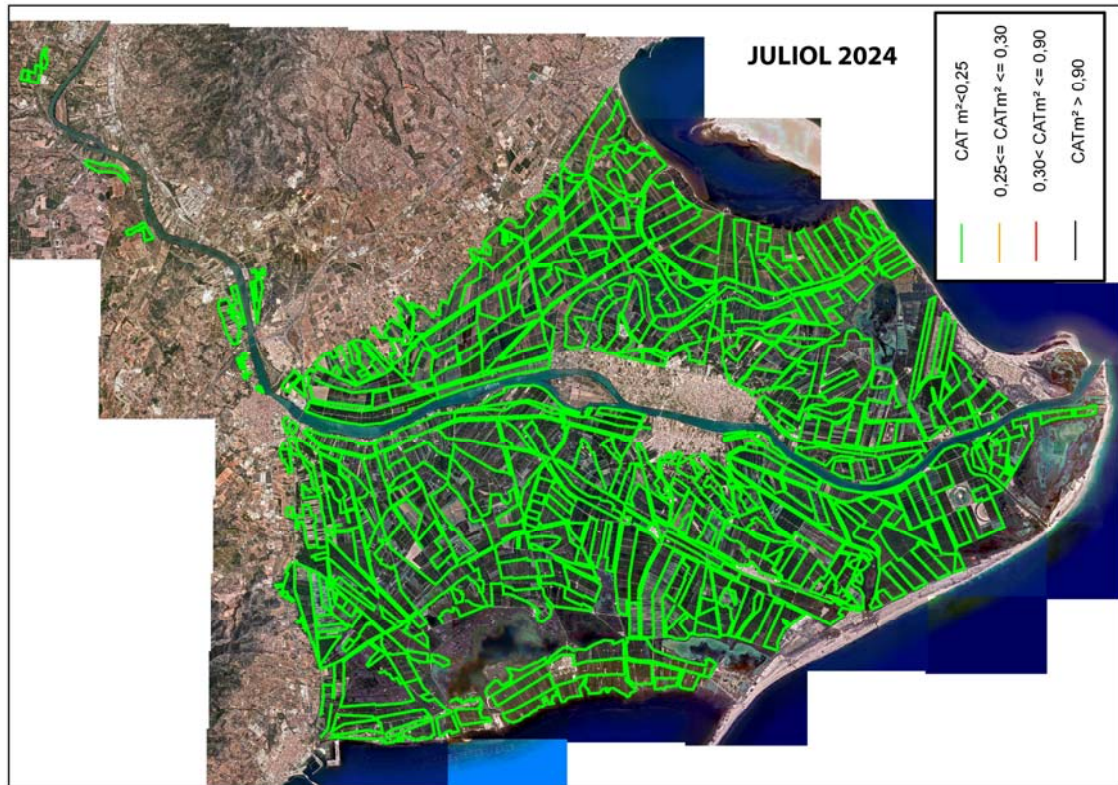 JULIOL 2024
CAT m²<0,25
0,25<= CATm² <= 0,30
0,30< CATm² <= 0,90
CATm² > 0,90